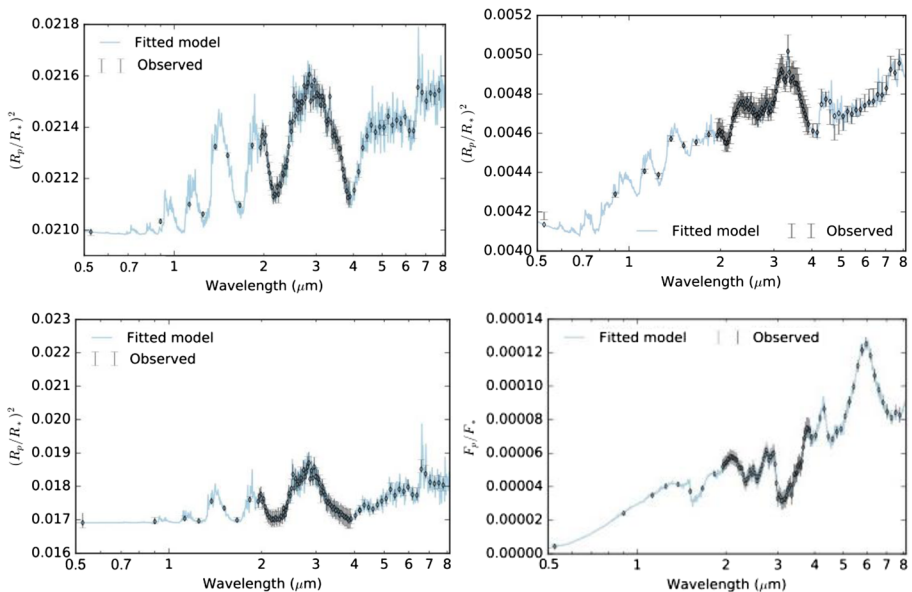 0.0218
0.0216
0.0214
0.0212
0.0210
(R_p/R_*)^2
Fitted model
Observed
0.5 0.7 1 2 3 4 5 6 7 8
Wavelength (μm)
0.0052
0.0050
0.0048
0.0046
0.0044
0.0042
0.0040
(R_p/R_*)^2
Fitted model Observed
0.5 0.7 1 2 3 4 5 6 7 8
Wavelength (μm)
0.023
0.022
0.021
0.020
0.019
0.018
0.017
0.016
(R_p/R_*)^2
Fitted model
Observed
0.5 1 2 3 4 5 6 7 8
Wavelength (μm)
0.00014
0.00012
0.00010
0.00008
0.00006
0.00004
0.00002
0.00000
F_p/F_*
Fitted model Observed
0.5 1 2 3 4 5 6 7 8
Wavelength (μm)